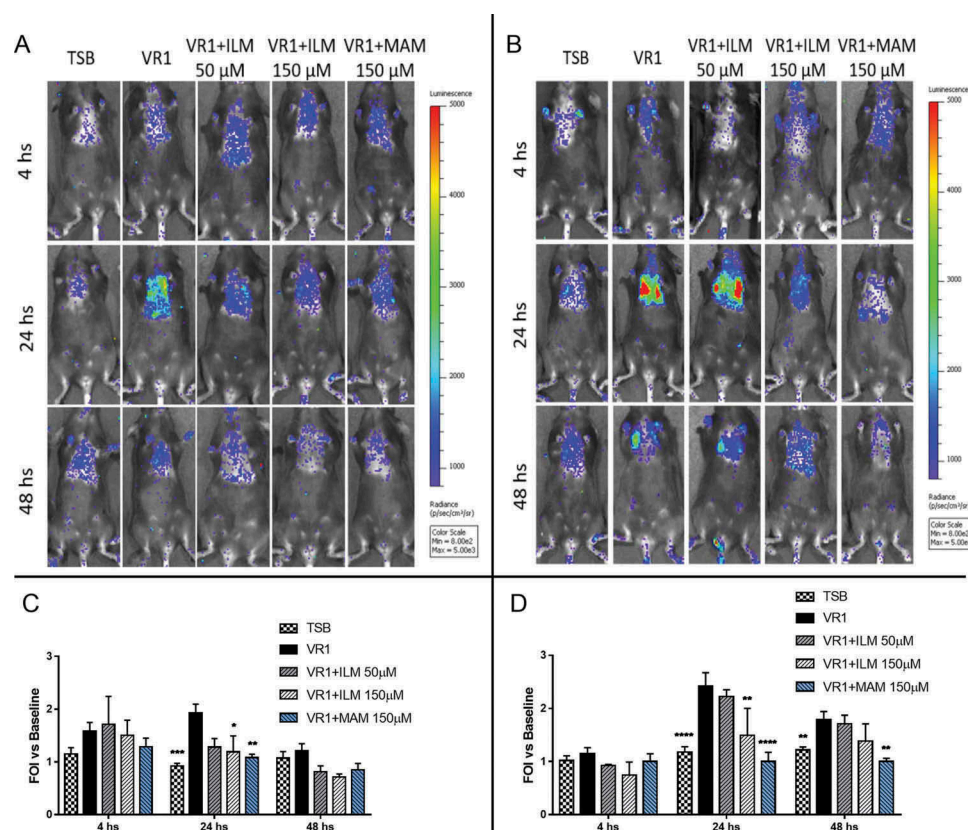 A
TSB VR1 VR1+ILM VR1+ILM VR1+MAM
50 μM 150 μM 150 μM
4 hs
24 hs
48 hs
Luminescence
5000
4000
3000
2000
1000
Radiance
(p/sec/cm²/sr)
Color Scale
Min = 8.00e2
Max = 5.00e3
B
TSB VR1 VR1+ILM VR1+ILM VR1+MAM
50 μM 150 μM 150 μM
4 hs
24 hs
48 hs
Luminescence
5000
4000
3000
2000
1000
Radiance
(p/sec/cm²/sr)
Color Scale
Min = 8.00e2
Max = 5.00e
C
TSB
VR1
VR1+ILM 50μM
VR1+ILM 150μM
VR1+MAM 150μM
FOI vs Baseline
3
2
1
0
*** * **
4 hs 24 hs 48 hs
D
TSB
VR1
VR1+ILM 50μM
VR1+ILM 150μM
VR1+MAM 150μM
FOI vs Baseline
3
2
1
0
**** ** **** ** **
4 hs 24 hs 48 hs